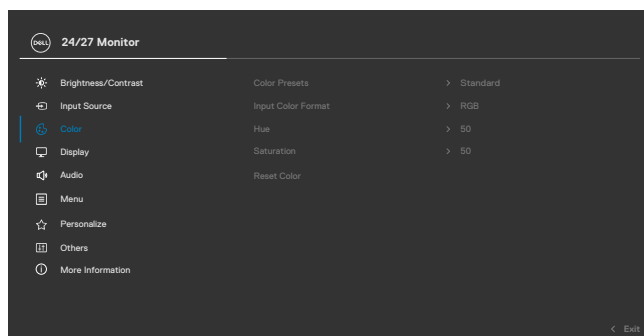 DELL 24/27 Monitor
Brightness/Contrast Color Presets > Standard
Input Source Input Color Format > RGB
Color Hue > 50
Display Saturation > 50
Audio Reset Color
Menu
Personalize
Others
More Information
< Exit